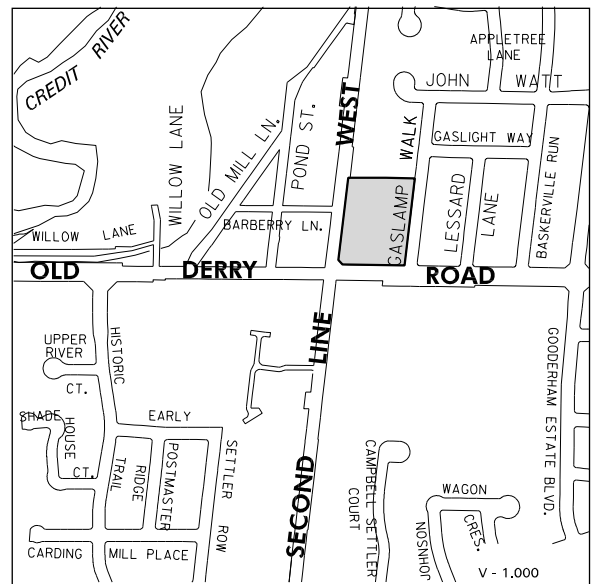 CREDIT RIVER
APPLETREE
LANE
JOHN WATT
WEST
WALK
GASLIGHT WAY
WILLOW LANE
OLD MILL LN.
POND ST.
GASLAMP
LESSARD
LANE
BASKERVILLE RUN
BARBERRY LN.
WILLOW LANE
OLD DERRY ROAD
UPPER
RIVER
CT.
HISTORIC
TRAIL
LINE
SECOND
GOODERHAM ESTATE BLVD.
SHADE
HOUSE
CT.
EARLY
SETTLER ROW
RIDGE
POSTMASTER
CAMPBELL SETTLER
COURT
WAGON
CRES.
JOHNSON
CARDING MILL PLACE
V - 1.000